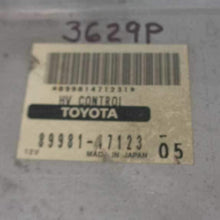 3629P
*89981471231*
HV CONTROL
TOYOTA
89981-47123
12V MADE IN JAPAN 05